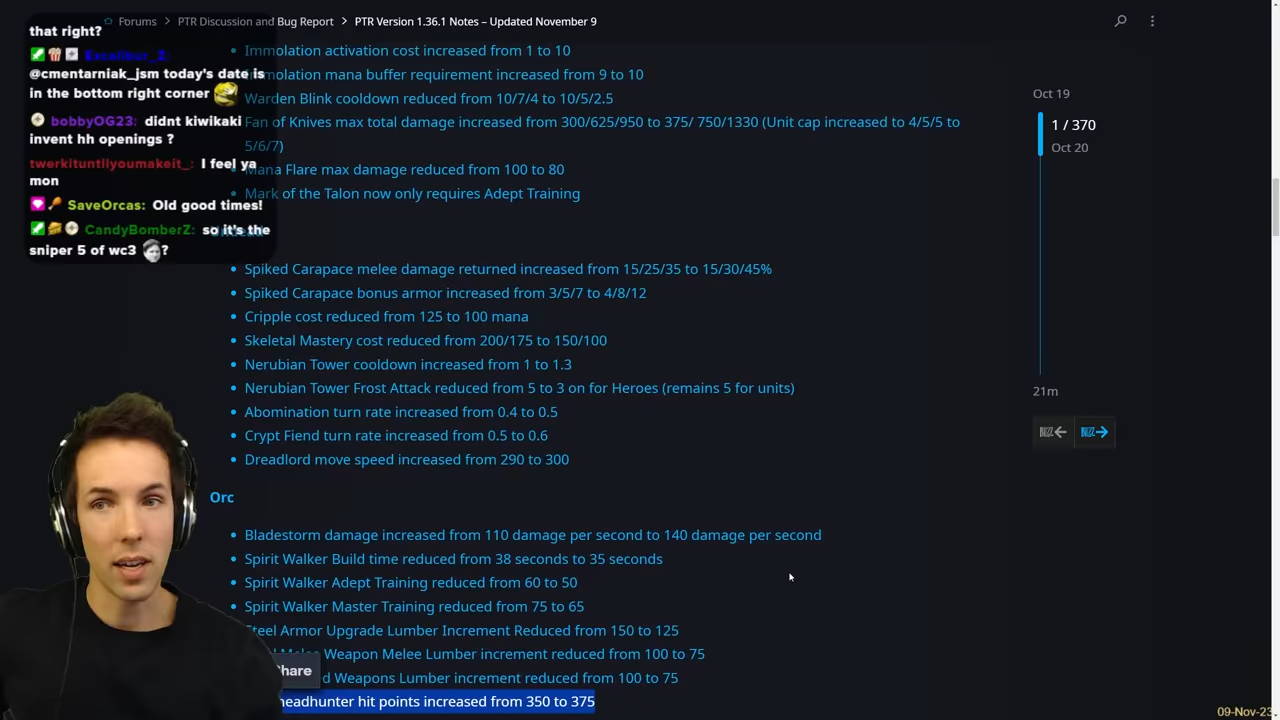 Forums > PTR Discussion and Bug Report > PTR Version 1.36.1 Notes – Updated November 9
that right?
Excalibur_Z:
@cmentarniak_jsm today's date is
in the bottom right corner
bobbyOG23: didnt kiwikaki
invent hh openings ?
twerkituntilyoumakeit_: I feel ya
mon
SaveOrcas: Old good times!
CandyBomberZ: so it's the
sniper 5 of wc3 ?
Immolation activation cost increased from 1 to 10
Immolation mana buffer requirement increased from 9 to 10
Warden Blink cooldown reduced from 10/7/4 to 10/5/2.5
Fan of Knives max total damage increased from 300/625/950 to 375/ 750/1330 (Unit cap increased to 4/5/5 to
5/6/7)
Mana Flare max damage reduced from 100 to 80
Mark of the Talon now only requires Adept Training
Spiked Carapace melee damage returned increased from 15/25/35 to 15/30/45%
Spiked Carapace bonus armor increased from 3/5/7 to 4/8/12
Cripple cost reduced from 125 to 100 mana
Skeletal Mastery cost reduced from 200/175 to 150/100
Nerubian Tower cooldown increased from 1 to 1.3
Nerubian Tower Frost Attack reduced from 5 to 3 on for Heroes (remains 5 for units)
Abomination turn rate increased from 0.4 to 0.5
Crypt Fiend turn rate increased from 0.5 to 0.6
Dreadlord move speed increased from 290 to 300
Orc
Bladestorm damage increased from 110 damage per second to 140 damage per second
Spirit Walker Build time reduced from 38 seconds to 35 seconds
Spirit Walker Adept Training reduced from 60 to 50
Spirit Walker Master Training reduced from 75 to 65
Steel Armor Upgrade Lumber Increment Reduced from 150 to 125
Melee Weapon Melee Lumber increment reduced from 100 to 75
Weapons Lumber increment reduced from 100 to 75
headhunter hit points increased from 350 to 375
Share
Oct 19
1 / 370
Oct 20
21m
BLIZZ
BLIZZ
09-Nov-23